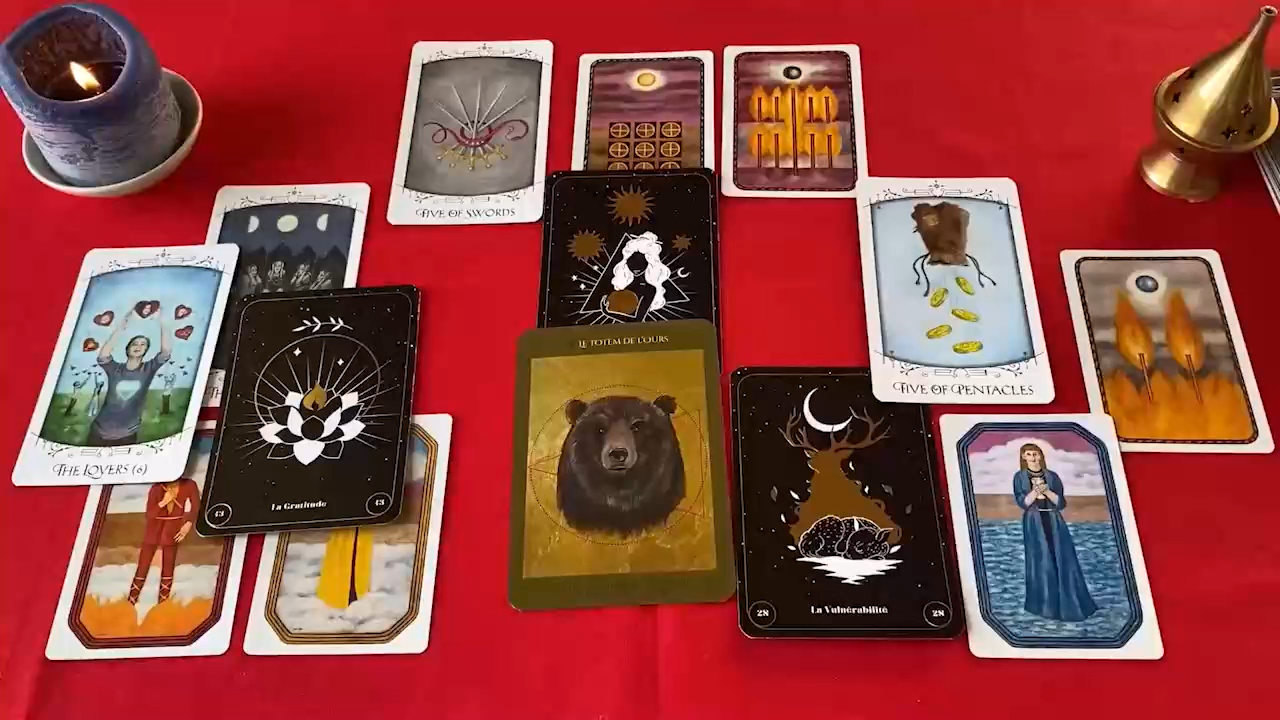 FIVE OF SWORDS
THE LOVERS (6)
43
La Gratitude
43
LE TOTEM DE L'OURS
FIVE OF PENTACLES
28
La Vulnérabilité
28